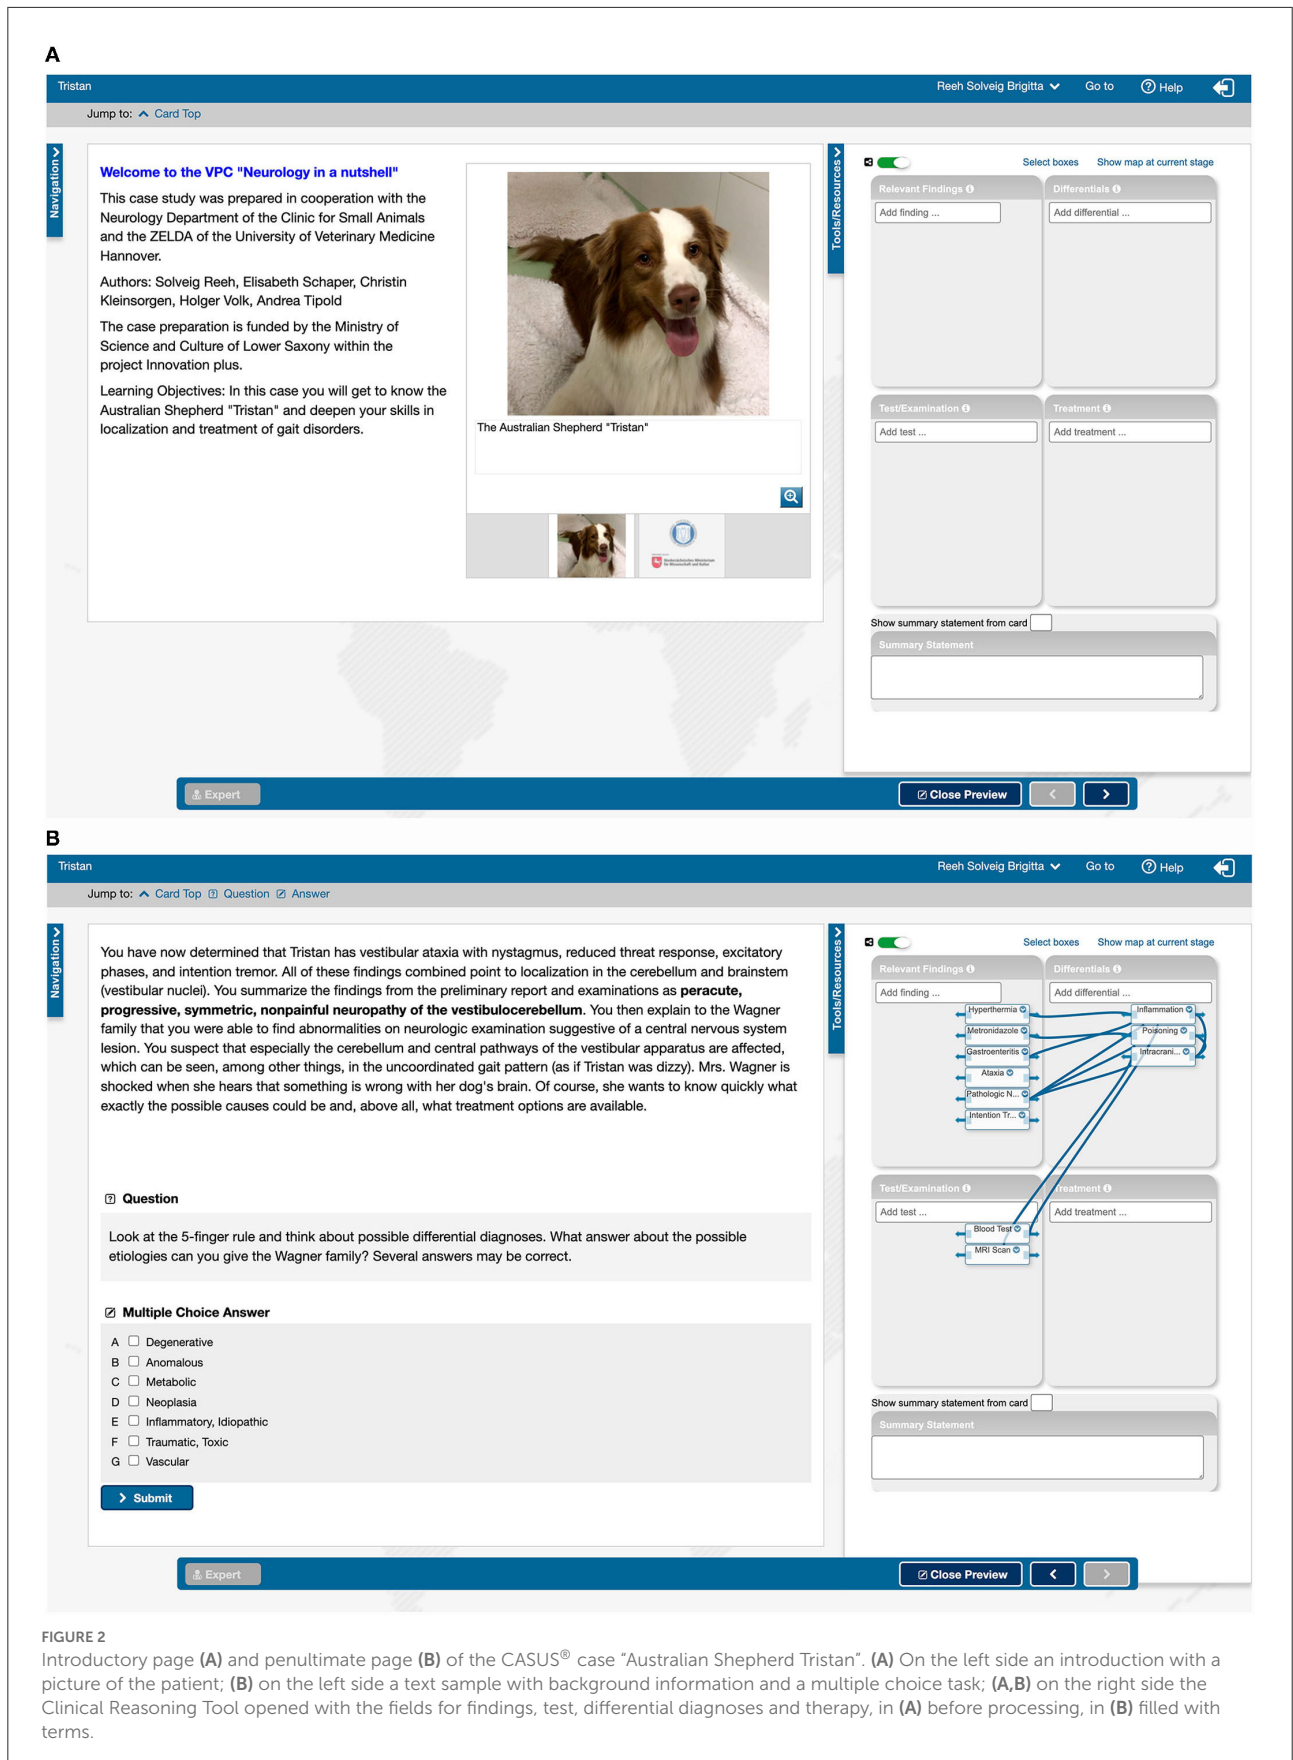 A
Tristan
Reeh Solveig Brigitta
Go to
Help
Jump to: Card Top
Navigation
Welcome to the VPC "Neurology in a nutshell"
This case study was prepared in cooperation with the
Neurology Department of the Clinic for Small Animals
and the ZELDA of the University of Veterinary Medicine
Hannover.
Authors: Solveig Reeh, Elisabeth Schaper, Christin
Kleinsorgen, Holger Volk, Andrea Tipold
The case preparation is funded by the Ministry of
Science and Culture of Lower Saxony within the
project Innovation plus.
Learning Objectives: In this case you will get to know the
Australian Shepherd "Tristan" and deepen your skills in
localization and treatment of gait disorders.
The Australian Shepherd "Tristan"
Niedersächsisches Ministerium
für Wissenschaft und Kultur
Tools/Resources
Select boxes
Show map at current stage
Relevant Findings
Differentials
Add finding ...
Add differential ...
Test/Examination
Treatment
Add test ...
Add treatment ...
Show summary statement from card
Summary Statement
Expert
Close Preview
B
Tristan
Reeh Solveig Brigitta
Go to
Help
Jump to: Card Top Question Answer
Navigation
You have now determined that Tristan has vestibular ataxia with nystagmus, reduced threat response, excitatory
phases, and intention tremor. All of these findings combined point to localization in the cerebellum and brainstem
(vestibular nuclei). You summarize the findings from the preliminary report and examinations as peracute,
progressive, symmetric, nonpainful neuropathy of the vestibulocerebellum. You then explain to the Wagner
family that you were able to find abnormalities on neurologic examination suggestive of a central nervous system
lesion. You suspect that especially the cerebellum and central pathways of the vestibular apparatus are affected,
which can be seen, among other things, in the uncoordinated gait pattern (as if Tristan was dizzy). Mrs. Wagner is
shocked when she hears that something is wrong with her dog's brain. Of course, she wants to know quickly what
exactly the possible causes could be and, above all, what treatment options are available.
Question
Look at the 5-finger rule and think about possible differential diagnoses. What answer about the possible
etiologies can you give the Wagner family? Several answers may be correct.
Multiple Choice Answer
A Degenerative
B Anomalous
C Metabolic
D Neoplasia
E Inflammatory, Idiopathic
F Traumatic, Toxic
G Vascular
Submit
Tools/Resources
Select boxes
Show map at current stage
Relevant Findings
Differentials
Add finding ...
Add differential ...
Hyperthermia
Inflammation
Metronidazole
Poisoning
Gastroenteritis
Intracrani...
Ataxia
Pathologic N...
Intention Tr...
Test/Examination
Treatment
Add test ...
Add treatment ...
Blood Test
MRI Scan
Show summary statement from card
Summary Statement
Expert
Close Preview
FIGURE 2
Introductory page (A) and penultimate page (B) of the CASUS® case "Australian Shepherd Tristan". (A) On the left side an introduction with a
picture of the patient; (B) on the left side a text sample with background information and a multiple choice task; (A,B) on the right side the
Clinical Reasoning Tool opened with the fields for findings, test, differential diagnoses and therapy, in (A) before processing, in (B) filled with
terms.